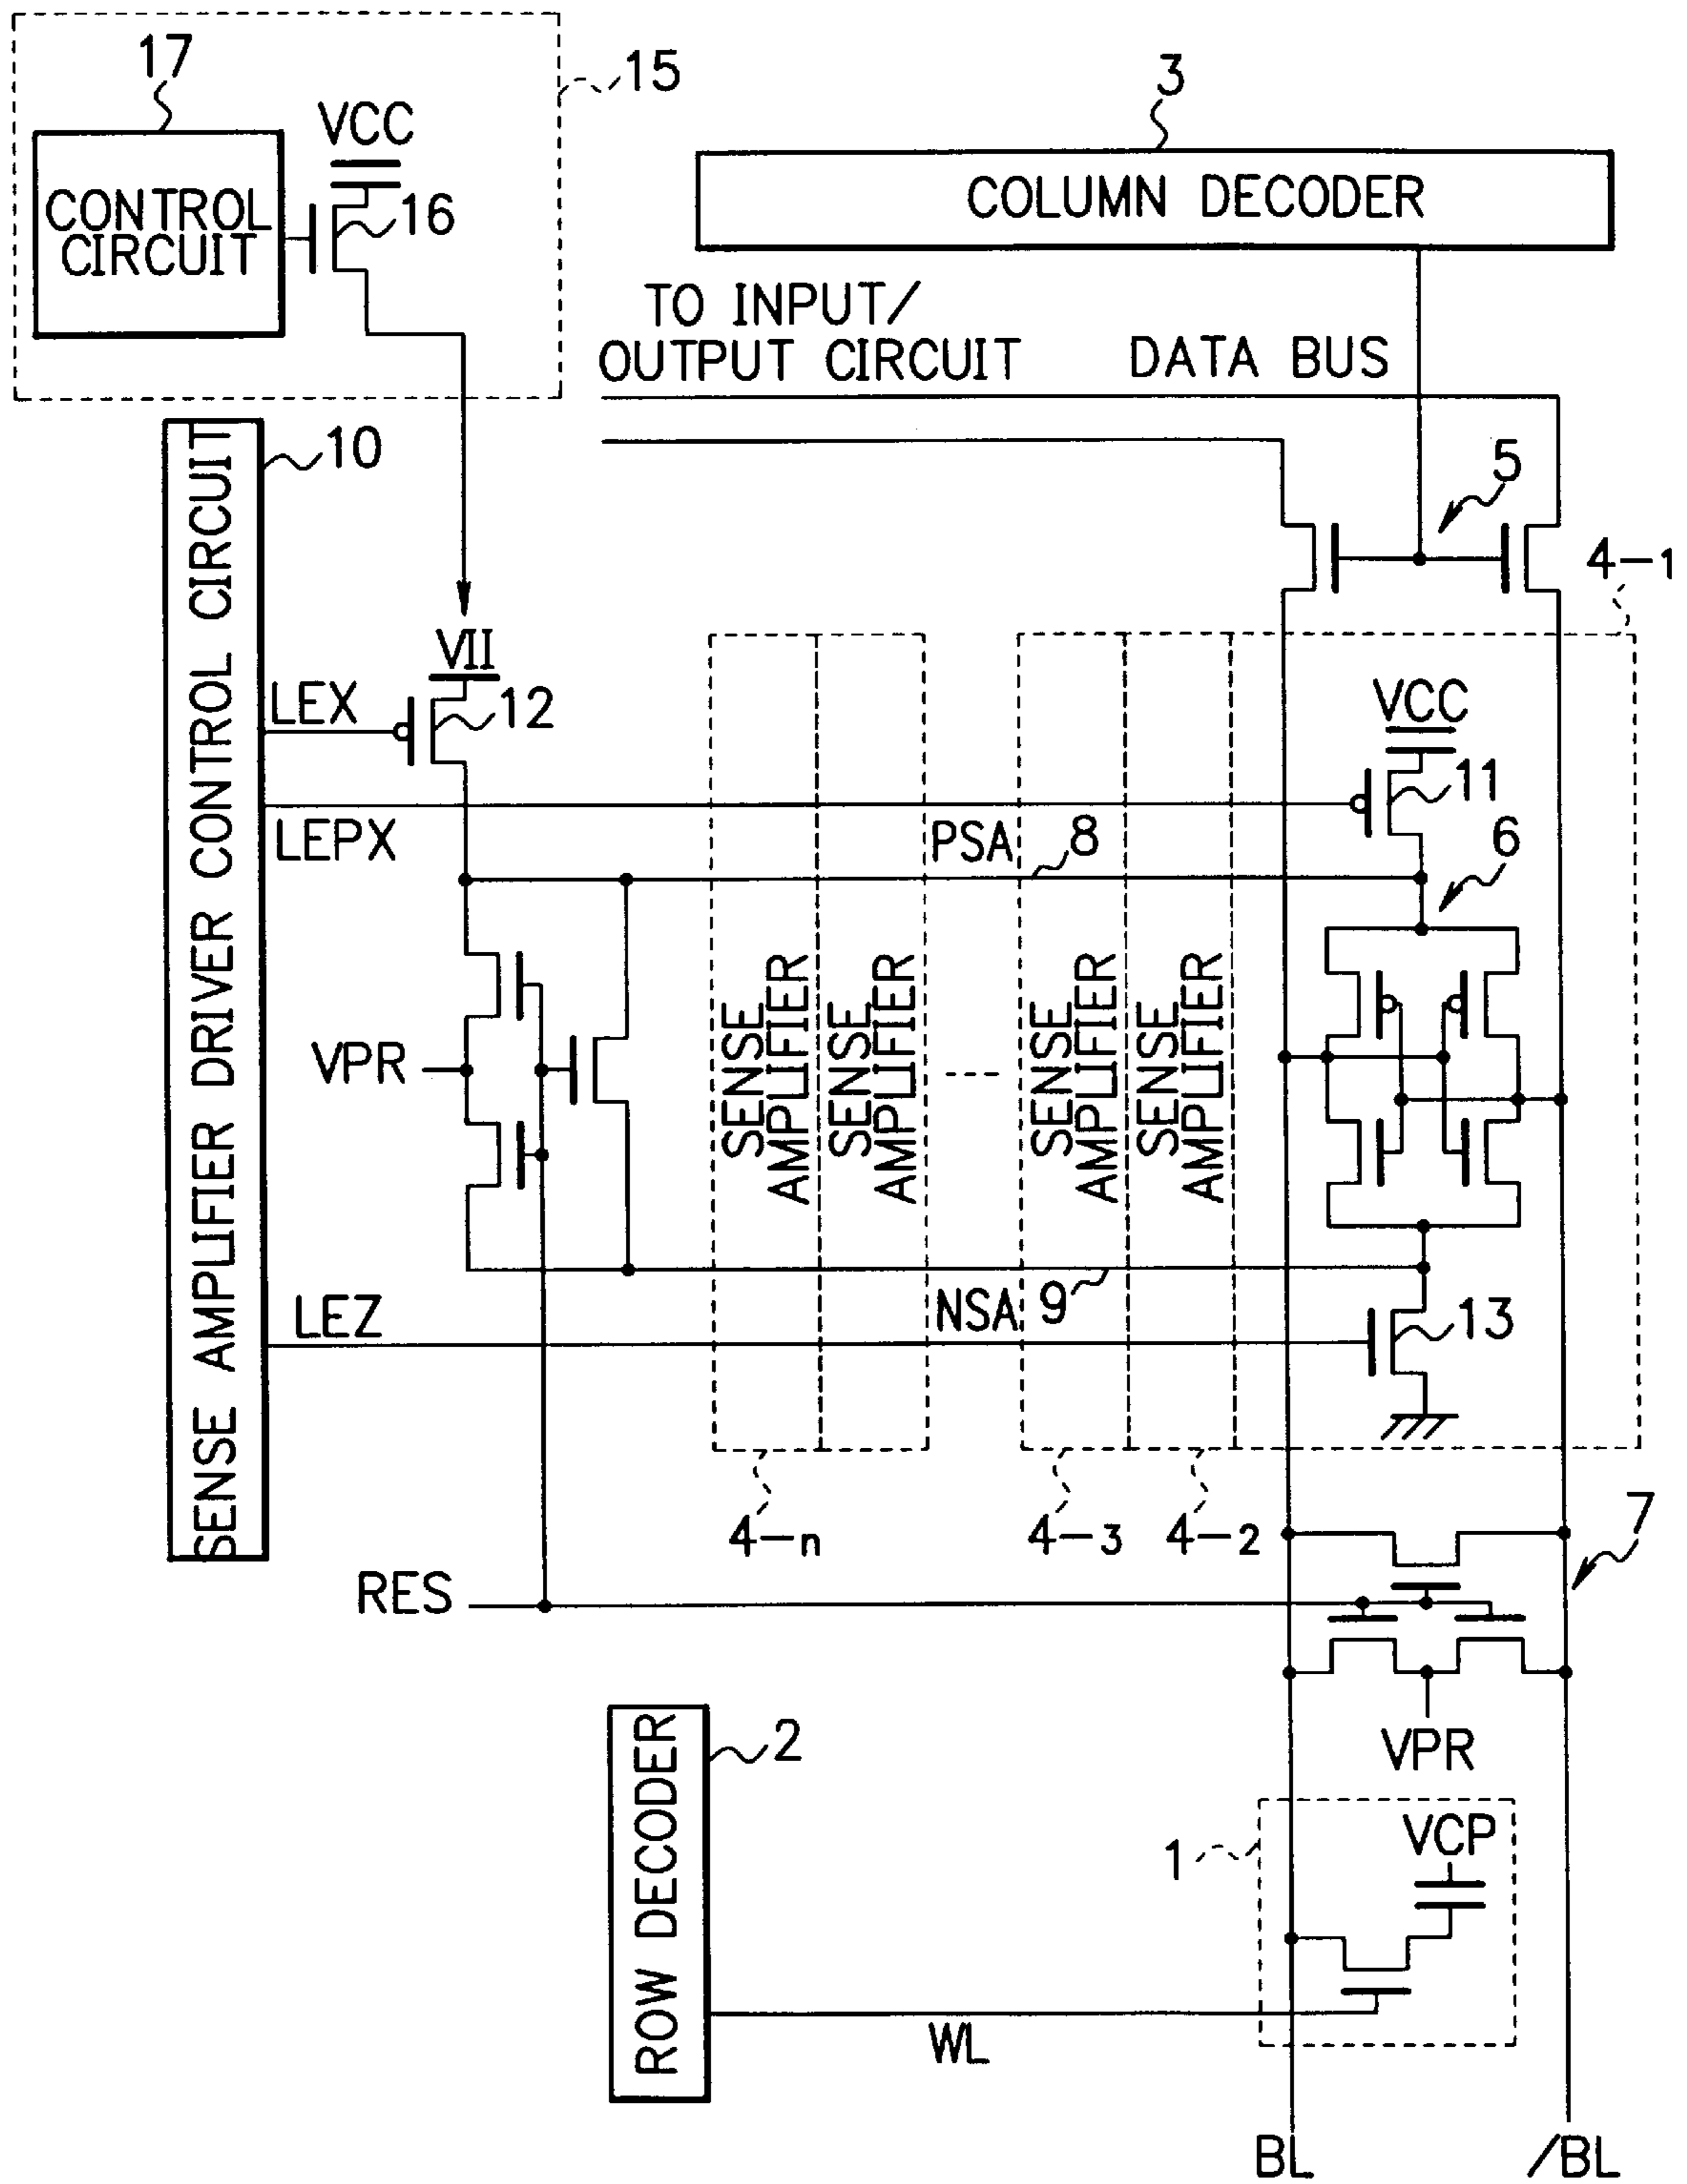 17
15
VCC
CONTROL
CIRCUIT
16
3
COLUMN DECODER
TO INPUT/
OUTPUT CIRCUIT
DATA BUS
10
SENSE AMPLIFIER DRIVER CONTROL CIRCUIT
5
4-1
VII
LEX
12
VCC
11
LEPX
PSA
8
6
VPR
SENSE
AMPLIFIER
SENSE
AMPLIFIER
SENSE
AMPLIFIER
SENSE
AMPLIFIER
LEZ
NSA
9
13
4-n
4-3
4-2
7
RES
VPR
ROW DECODER
2
1
VCP
WL
BL
/BL